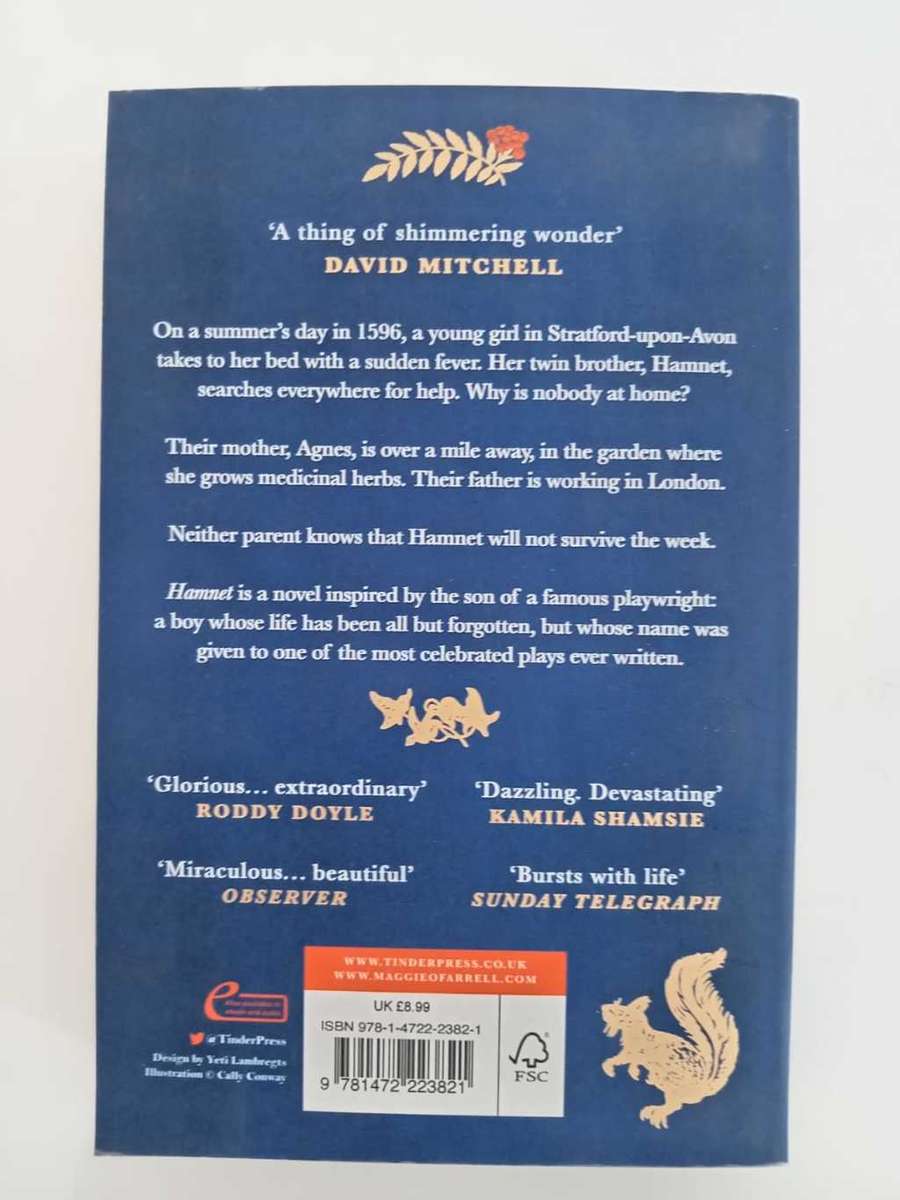 ‘A thing of shimmering wonder’
DAVID MITCHELL
On a summer’s day in 1596, a young girl in Stratford-upon-Avon
takes to her bed with a sudden fever. Her twin brother, Hamnet,
searches everywhere for help. Why is nobody at home?
Their mother, Agnes, is over a mile away, in the garden where
she grows medicinal herbs. Their father is working in London.
Neither parent knows that Hamnet will not survive the week.
Hamnet is a novel inspired by the son of a famous playwright:
a boy whose life has been all but forgotten, but whose name was
given to one of the most celebrated plays ever written.
‘Glorious... extraordinary’
RODDY DOYLE
‘Dazzling. Devastating’
KAMILA SHAMSIE
‘Miraculous... beautiful’
OBSERVER
‘Bursts with life’
SUNDAY TELEGRAPH
WWW.TINDERPRESS.CO.UK
WWW.MAGGIEOFARRELL.COM
UK £8.99
ISBN 978-1-4722-2382-1
9 781472 223821
FSC
e
Also available in
ebook and audio
@TinderPress
Design by Yeti Lambregts
Illustration © Cally Conway